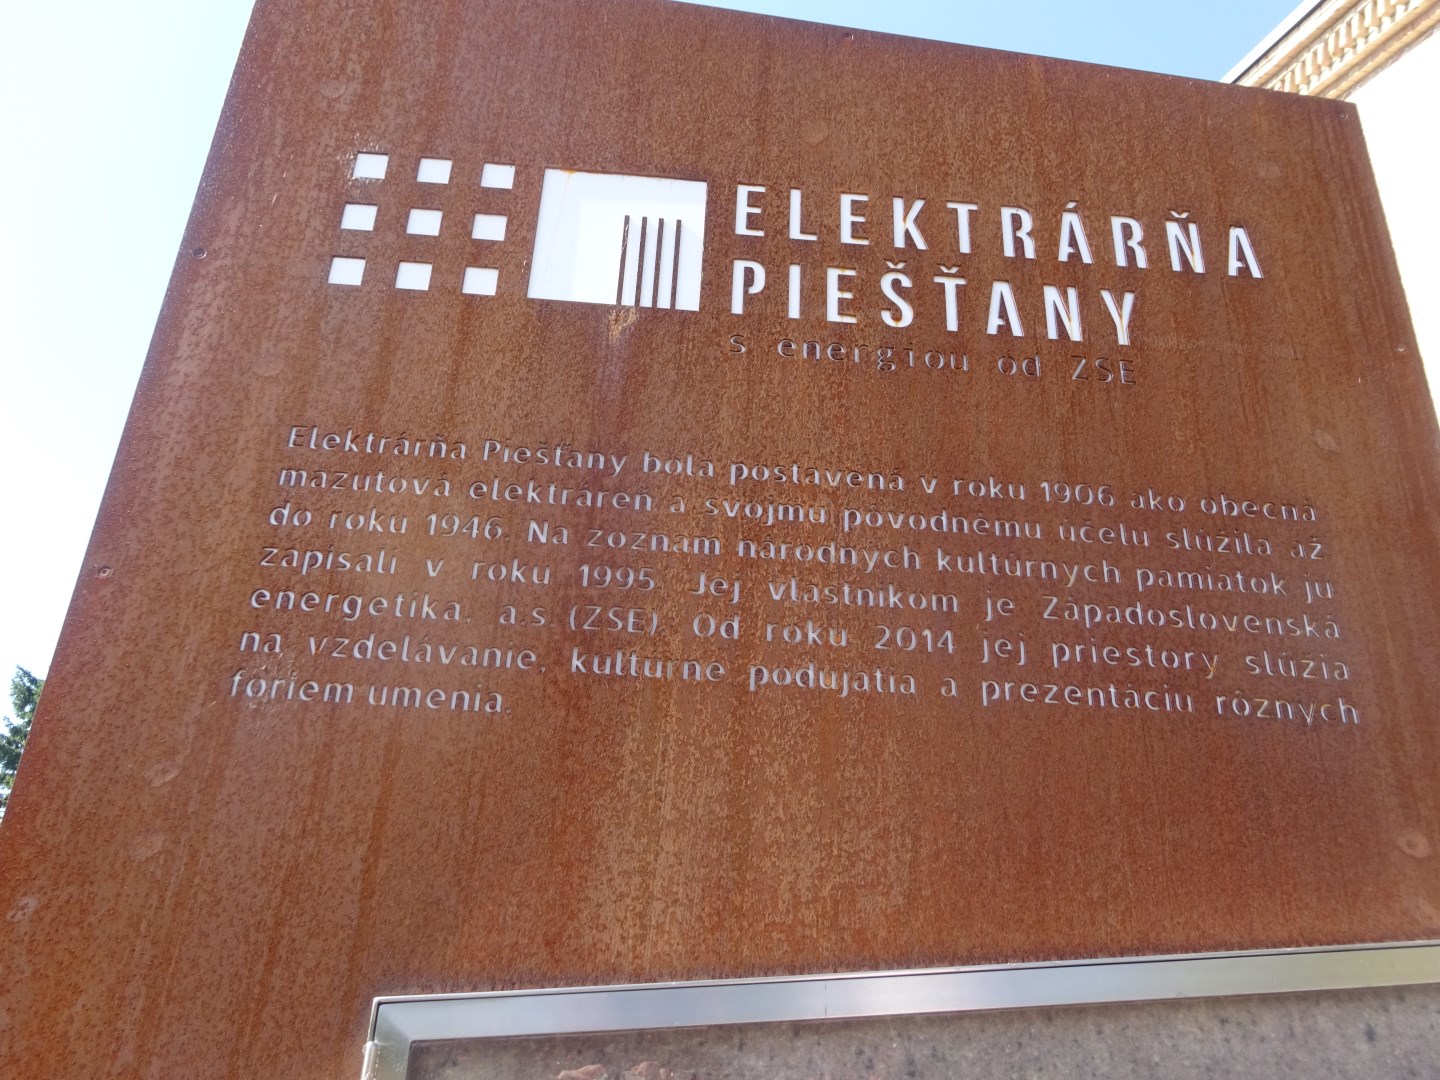 ELEKTRÁRŇA
PIEŠŤANY
s energiou od ZSE
Elektrárňa Piešťany bola postavená v roku 1906 ako obecná
mazutová elektráreň a svojmu pôvodnému účelu slúžila až
do roku 1946. Na zoznam národných kultúrnych pamiatok ju
zapísali v roku 1995. Jej vlastníkom je Západoslovenská
energetika, a.s. (ZSE). Od roku 2014 jej priestory slúžia
na vzdelávanie, kultúrne podujatia a prezentáciu rôznych
foriem umenia.